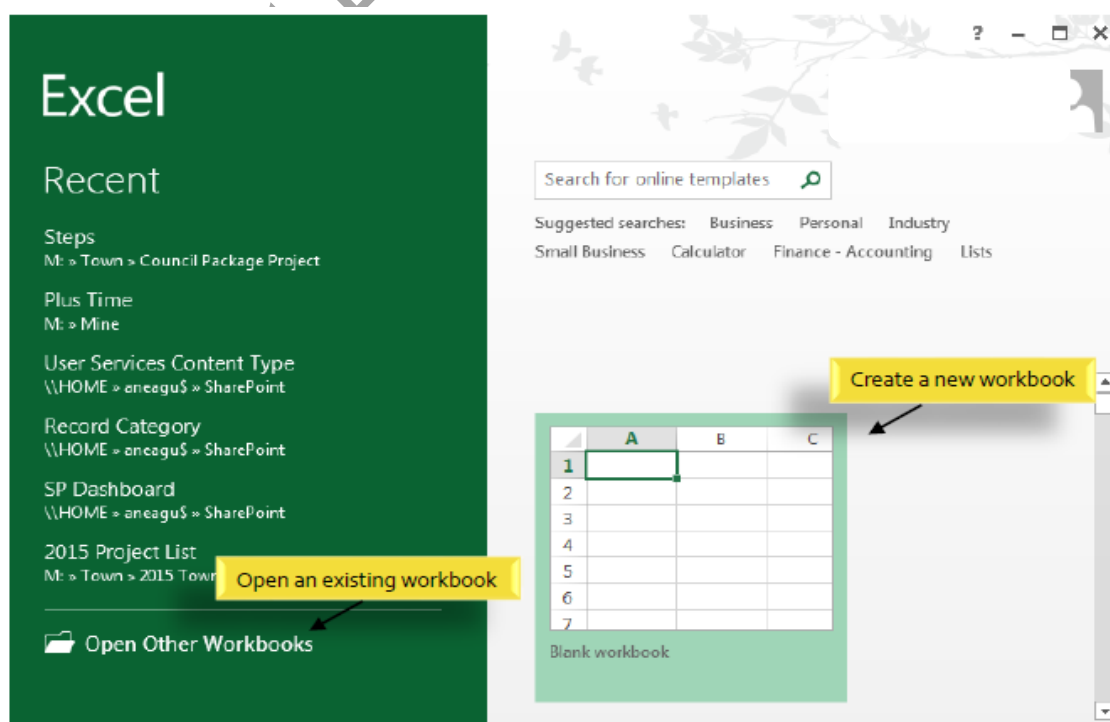 Excel
Recent
Steps
M: » Town » Council Package Project
Plus Time
M: » Mine
User Services Content Type
\\HOME » aneagu$ » SharePoint
Record Category
\\HOME » aneagu$ » SharePoint
SP Dashboard
\\HOME » aneagu$ » SharePoint
2015 Project List
M: » Town » 2015 Town
Open an existing workbook
Open Other Workbooks
?
Search for online templates
Suggested searches: Business Personal Industry
Small Business Calculator Finance - Accounting Lists
Create a new workbook
A B C
1
2
3
4
5
6
7
Blank workbook